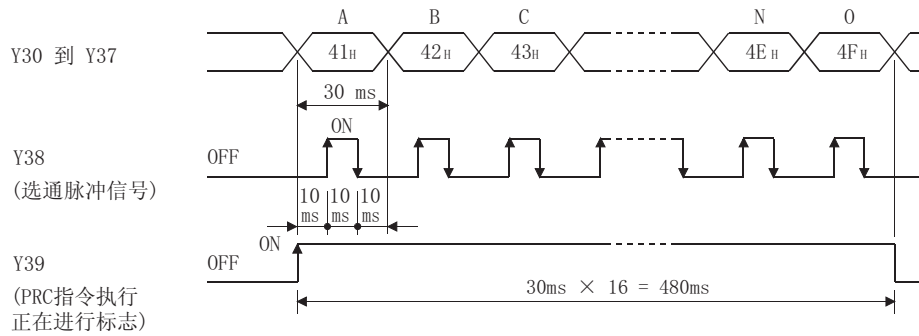 A B C N O
Y30 到 Y37 41H 42H 43H 4EH 4FH
30 ms
ON
Y38 OFF
(选通脉冲信号)
10 10 10
ms ms ms
ON
Y39 OFF
(PRC指令执行
正在进行标志)
30ms × 16 = 480ms